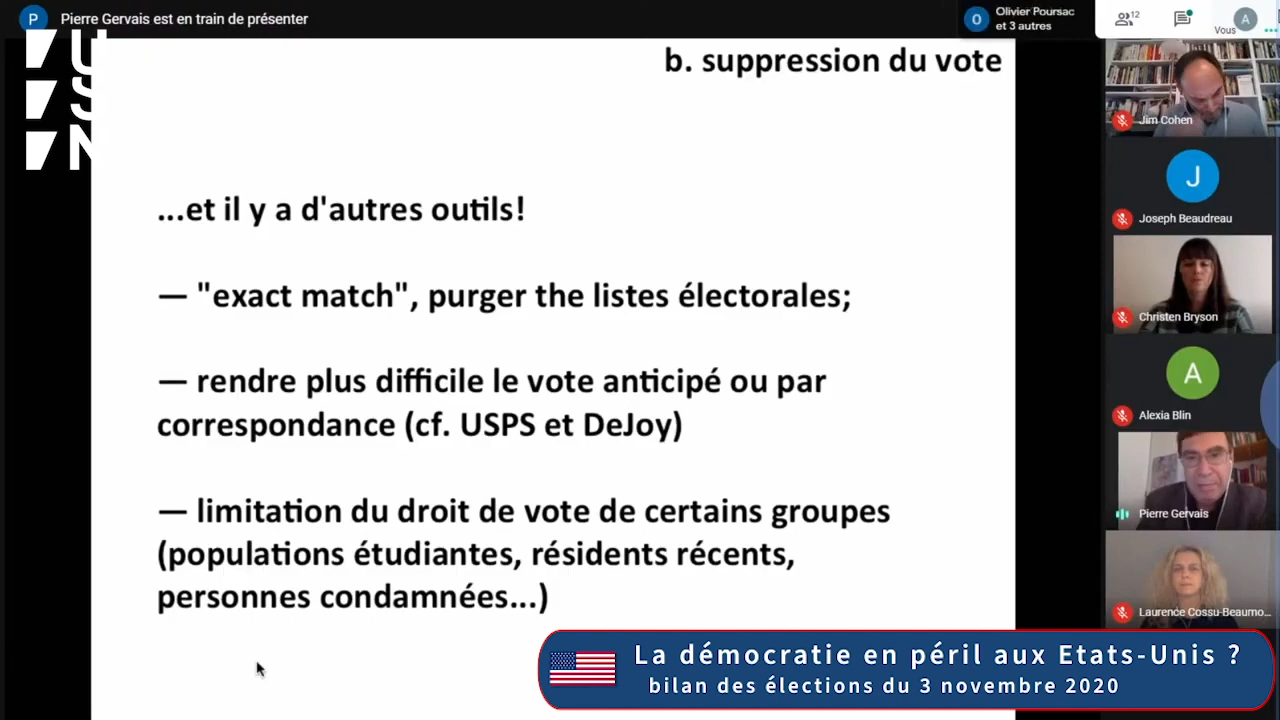 P Pierre Gervais est en train de présenter
O Olivier Poursac
et 3 autres
12
Vous
A
U
S
N
b. suppression du vote
...et il y a d'autres outils!
— "exact match", purger the listes électorales;
— rendre plus difficile le vote anticipé ou par
correspondance (cf. USPS et DeJoy)
— limitation du droit de vote de certains groupes
(populations étudiantes, résidents récents,
personnes condamnées...)
Jim Cohen
J
Joseph Beaudreau
Christen Bryson
A
Alexia Blin
Pierre Gervais
Laurence Cossu-Beaumo...
La démocratie en péril aux Etats-Unis ?
bilan des élections du 3 novembre 2020